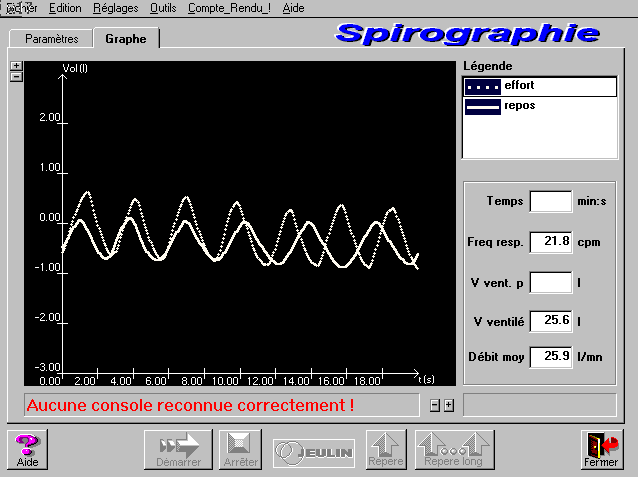 Edition Réglages Outils Compte_Rendu_! Aide
Spirographie
Paramètres Graphe
Vol(l)
2.00
1.00
0.00
-1.00
-2.00
-3.00
0.00 2.00 4.00 6.00 8.00 10.00 12.00 14.00 16.00 18.00 t (s)
Légende
effort
repos
Temps min:s
Freq resp. 21.8 cpm
V vent. p l
V ventilé 25.6 l
Débit moy 25.9 l/mn
Aucune console reconnue correctement !
Aide
Démarrer
Arrêter
JEULIN
Repere
Repere long
Fermer